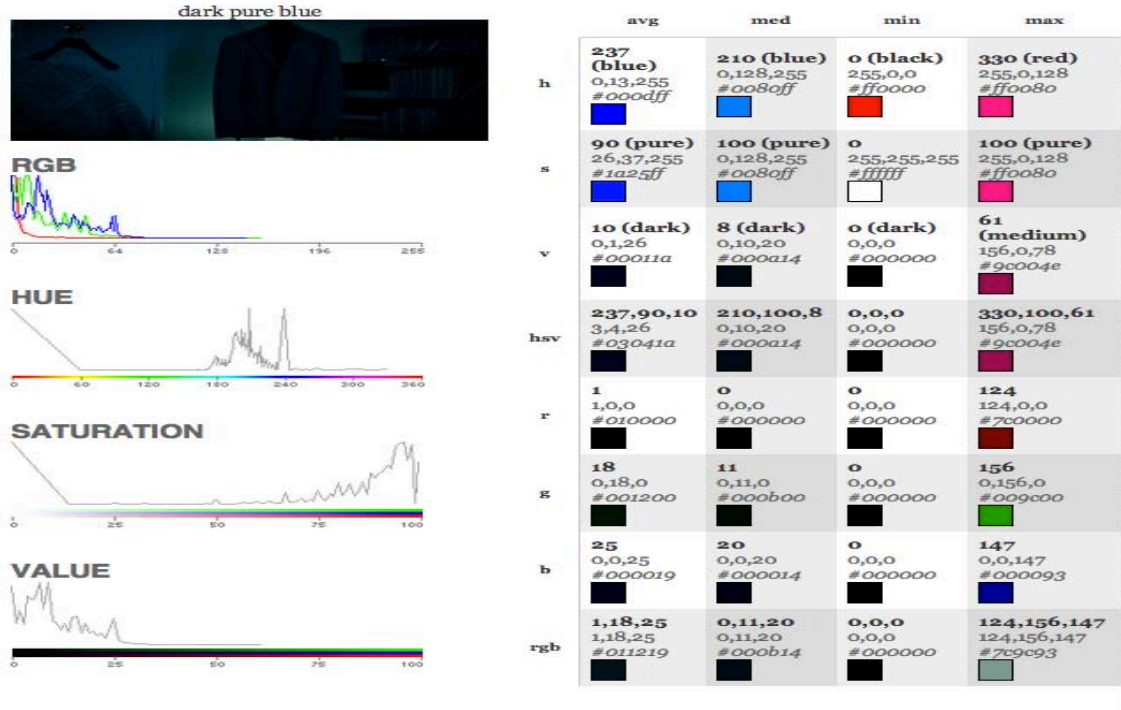 dark pure blue
RGB
0 64 128 196 255
HUE
0 60 120 180 240 300 360
SATURATION
0 25 50 75 100
VALUE
0 25 50 75 100
avg med min max
h
237 (blue)
0,13,255
#000dff
210 (blue)
0,128,255
#0080ff
0 (black)
255,0,0
#ff0000
330 (red)
255,0,128
#ff0080
s
90 (pure)
26,37,255
#1a25ff
100 (pure)
0,128,255
#0080ff
0
255,255,255
#ffffff
100 (pure)
255,0,128
#ff0080
v
10 (dark)
0,1,26
#00011a
8 (dark)
0,10,20
#000a14
0 (dark)
0,0,0
#000000
61 (medium)
156,0,78
#9c004e
hsv
237,90,10
3,4,26
#03041a
210,100,8
0,10,20
#000a14
0,0,0
0,0,0
#000000
330,100,61
156,0,78
#9c004e
r
1
1,0,0
#010000
0
0,0,0
#000000
0
0,0,0
#000000
124
124,0,0
#7c0000
g
18
0,18,0
#001200
11
0,11,0
#000b00
0
0,0,0
#000000
156
0,156,0
#009c00
b
25
0,0,25
#000019
20
0,0,20
#000014
0
0,0,0
#000000
147
0,0,147
#000093
rgb
1,18,25
1,18,25
#011219
0,11,20
0,11,20
#000b14
0,0,0
0,0,0
#000000
124,156,147
124,156,147
#7c9c93